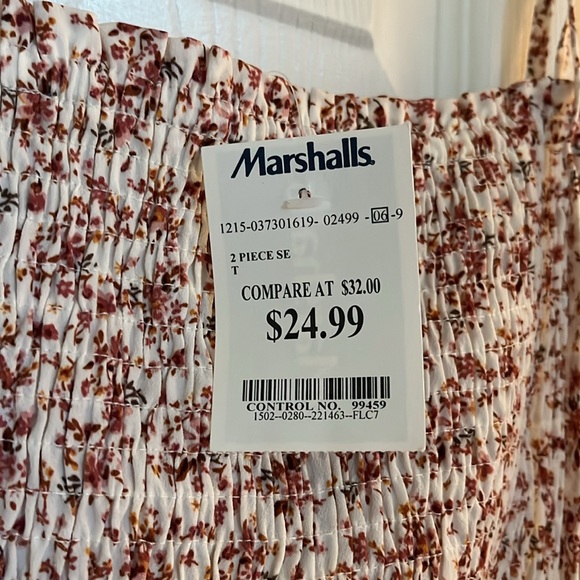 Marshalls
1215-037301619- 02499 -06-9
2 PIECE SE
T
COMPARE AT $32.00
$24.99
CONTROL NO. 99459
1502--0280--221463--FLC7